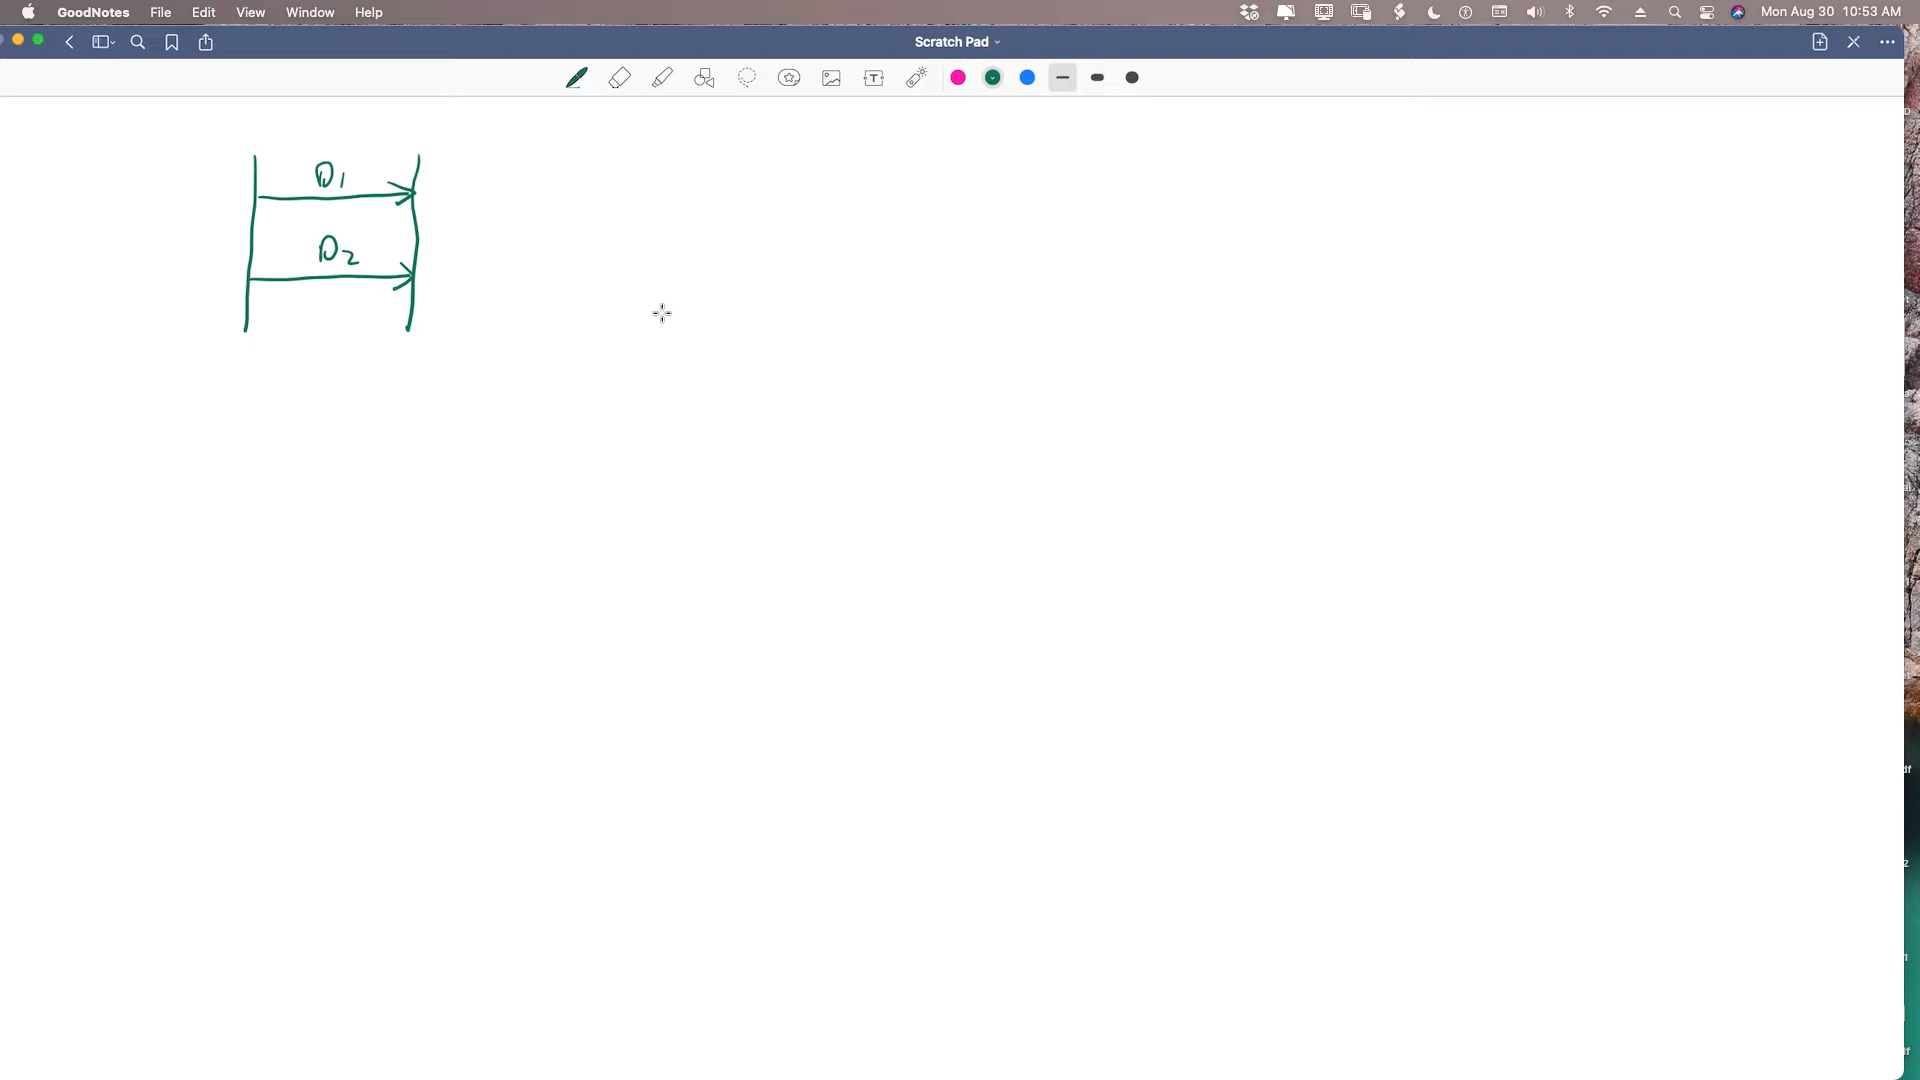 GoodNotes File Edit View Window Help Mon Aug 30 10:53 AM
Scratch Pad
T
D1
D2